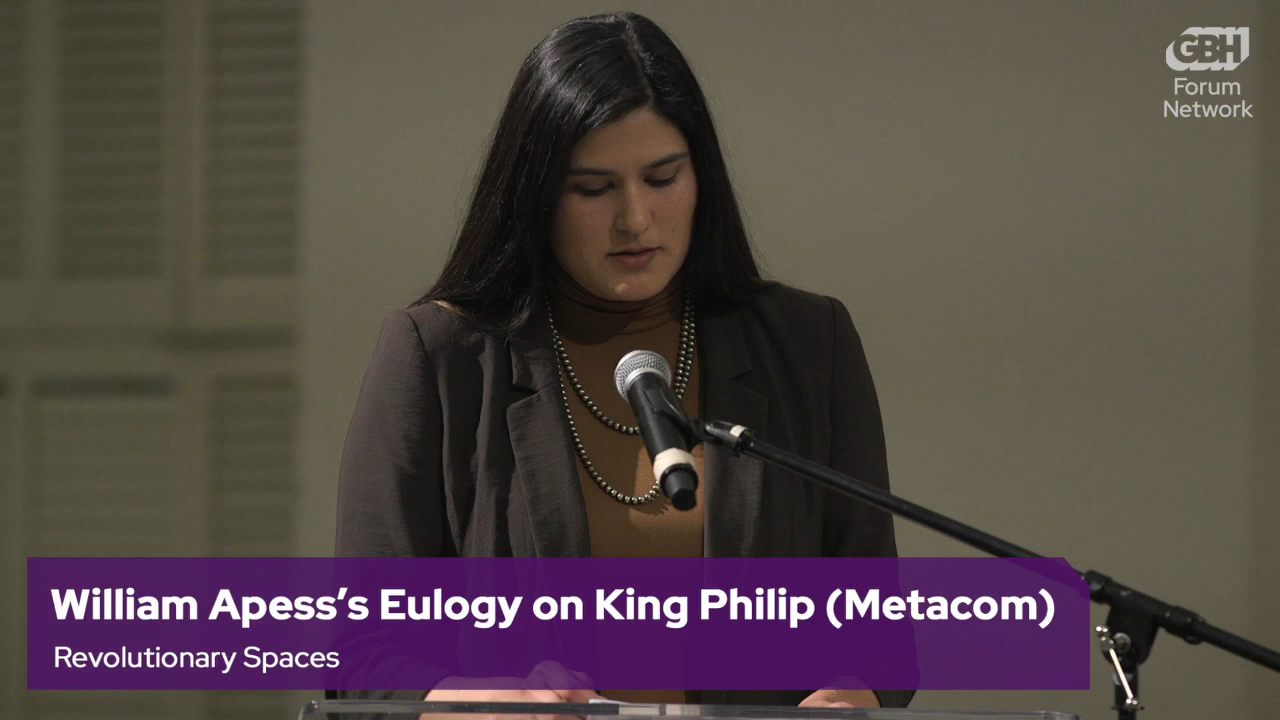 GBH
Forum
Network
William Apess’s Eulogy on King Philip (Metacom)
Revolutionary Spaces